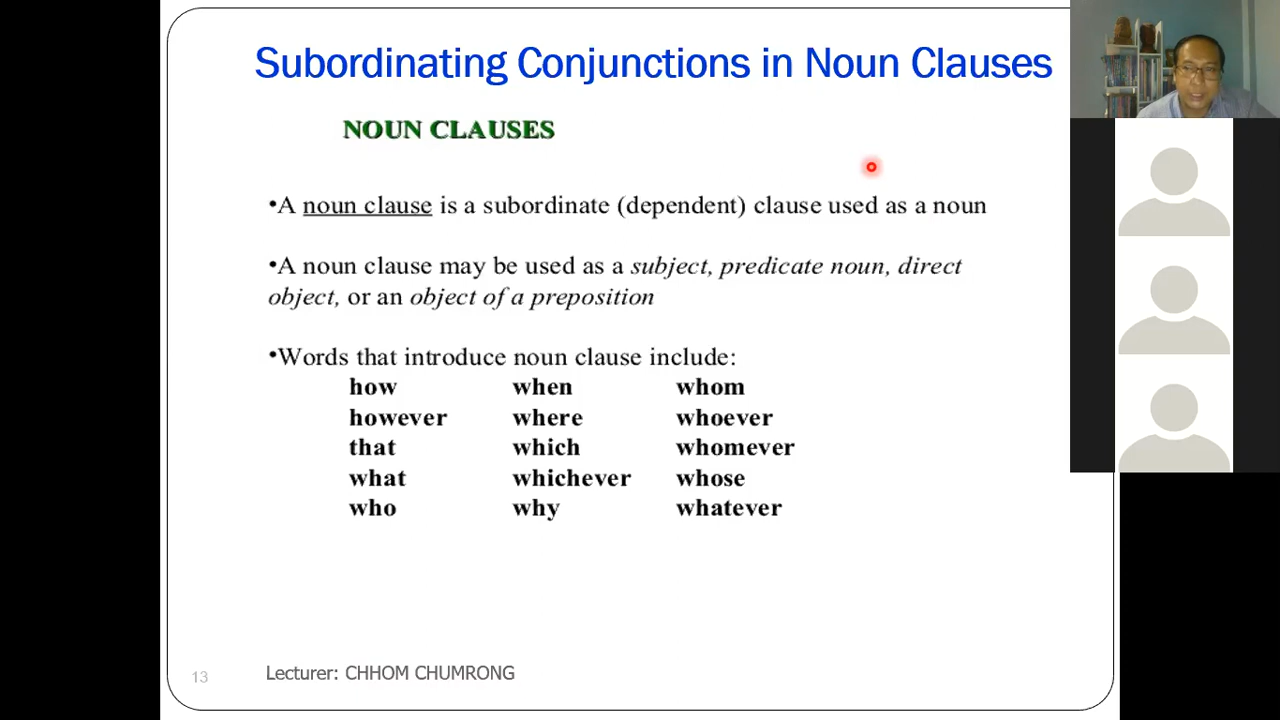 Subordinating Conjunctions in Noun Clauses
NOUN CLAUSES
•A noun clause is a subordinate (dependent) clause used as a noun
•A noun clause may be used as a subject, predicate noun, direct
object, or an object of a preposition
•Words that introduce noun clause include:
how when whom
however where whoever
that which whomever
what whichever whose
who why whatever
13 Lecturer: CHHOM CHUMRONG